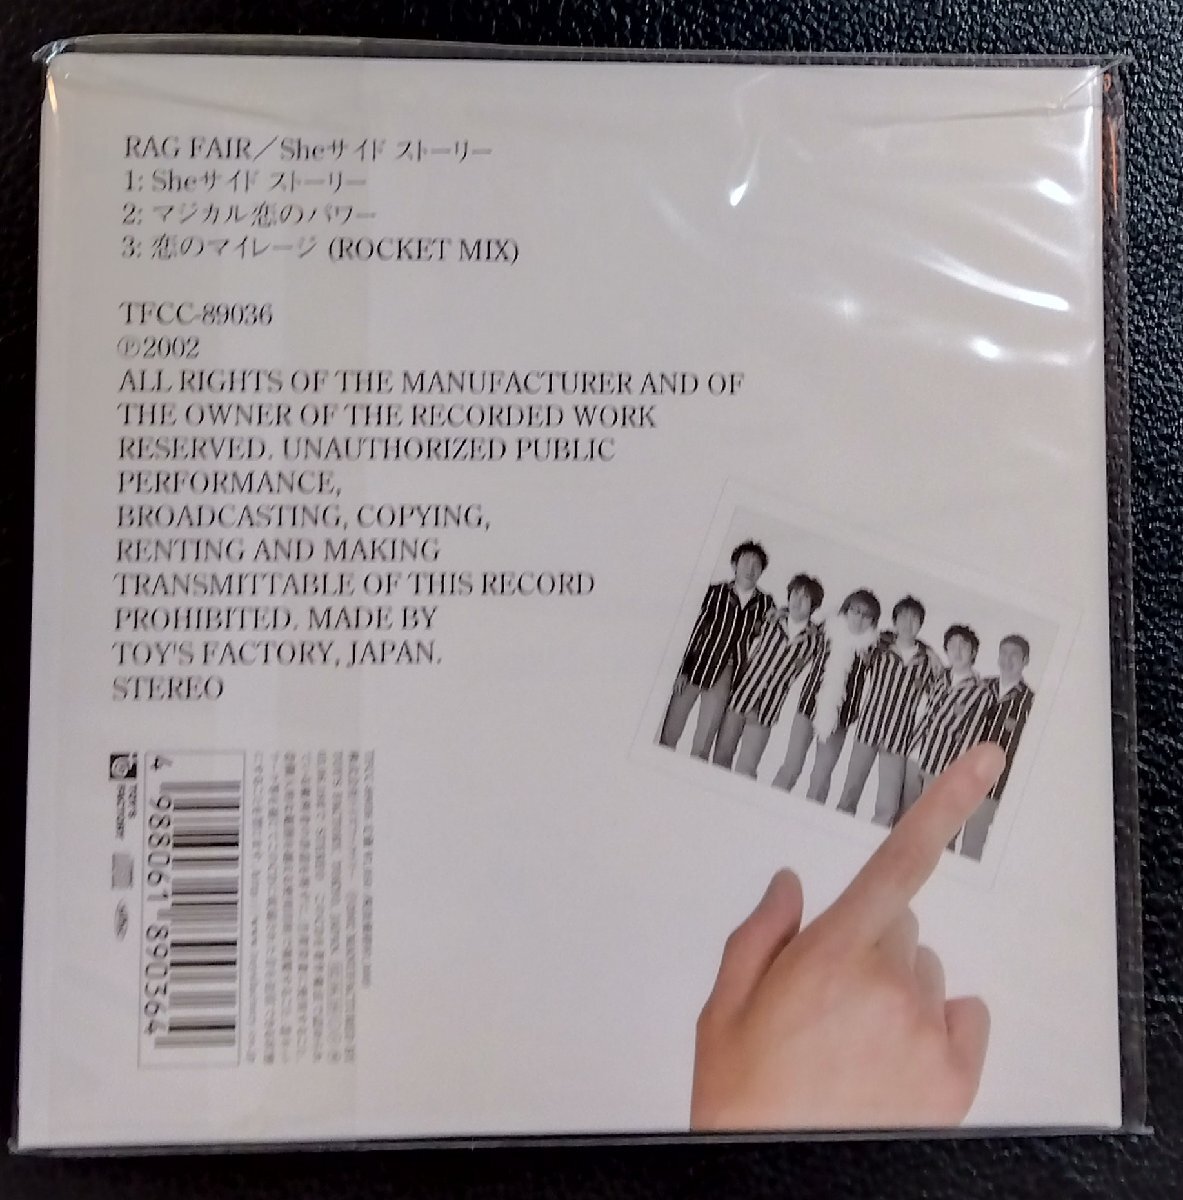 RAG FAIR／Sheサイド ストーリー
1: Sheサイド ストーリー
2: マジカル恋のパワー
3: 恋のマイレージ (ROCKET MIX)
TFCC-89036
℗2002
ALL RIGHTS OF THE MANUFACTURER AND OF
THE OWNER OF THE RECORDED WORK
RESERVED. UNAUTHORIZED PUBLIC
PERFORMANCE,
BROADCASTING, COPYING,
RENTING AND MAKING
TRANSMITTABLE OF THIS RECORD
PROHIBITED. MADE BY
TOY'S FACTORY, JAPAN.
STEREO
TOY'S
FACTORY
4 988061 890364